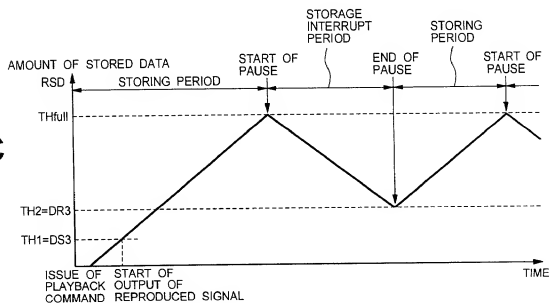 STORAGE
INTERRUPT
PERIOD
STORING
PERIOD
AMOUNT OF STORED DATA
RSD
STORING PERIOD
START OF
PAUSE
END OF
PAUSE
START OF
PAUSE
THfull
TH2=DR3
TH1=DS3
TIME
ISSUE OF
PLAYBACK
COMMAND
START OF
OUTPUT OF
REPRODUCED SIGNAL